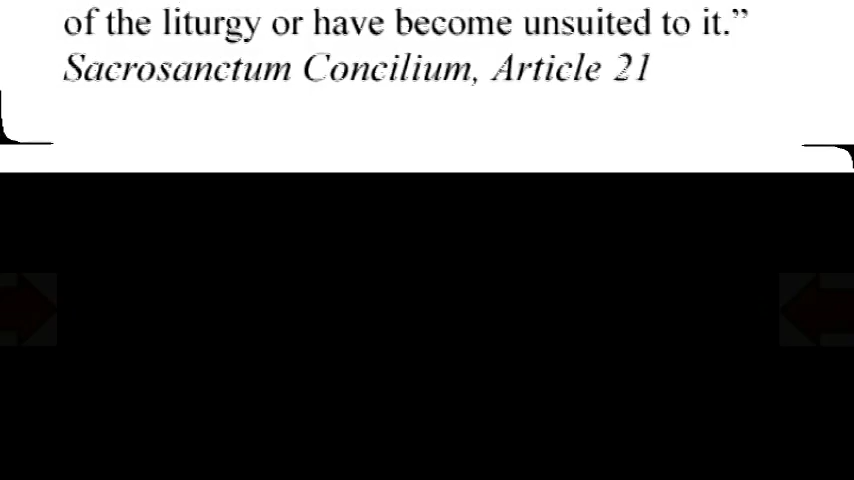 of the liturgy or have become unsuited to it.”
Sacrosanctum Concilium, Article 21